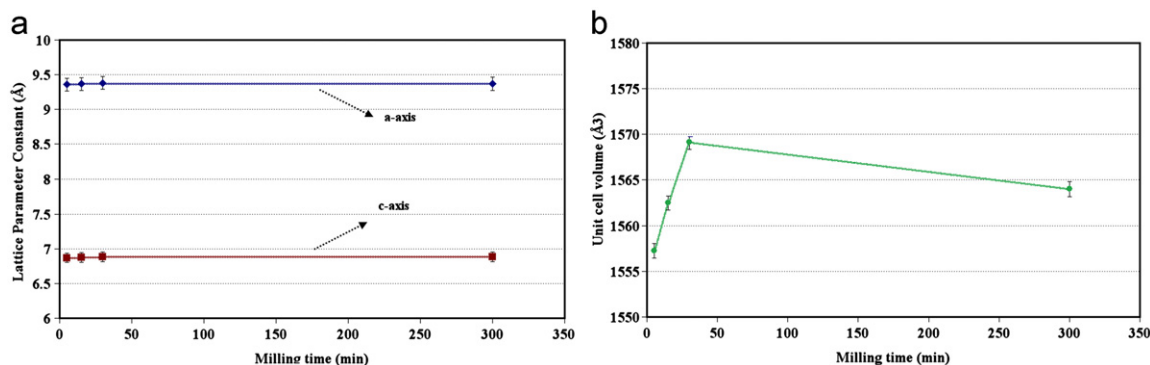 a
10
9.5
9
8.5
8
7.5
7
6.5
6
0 50 100 150 200 250 300 350
Lattice Parameter Constant (Å)
Milling time (min)
a-axis
c-axis
b
1580
1575
1570
1565
1560
1555
1550
0 50 100 150 200 250 300 350
Unit cell volume (Å3)
Milling time (min)